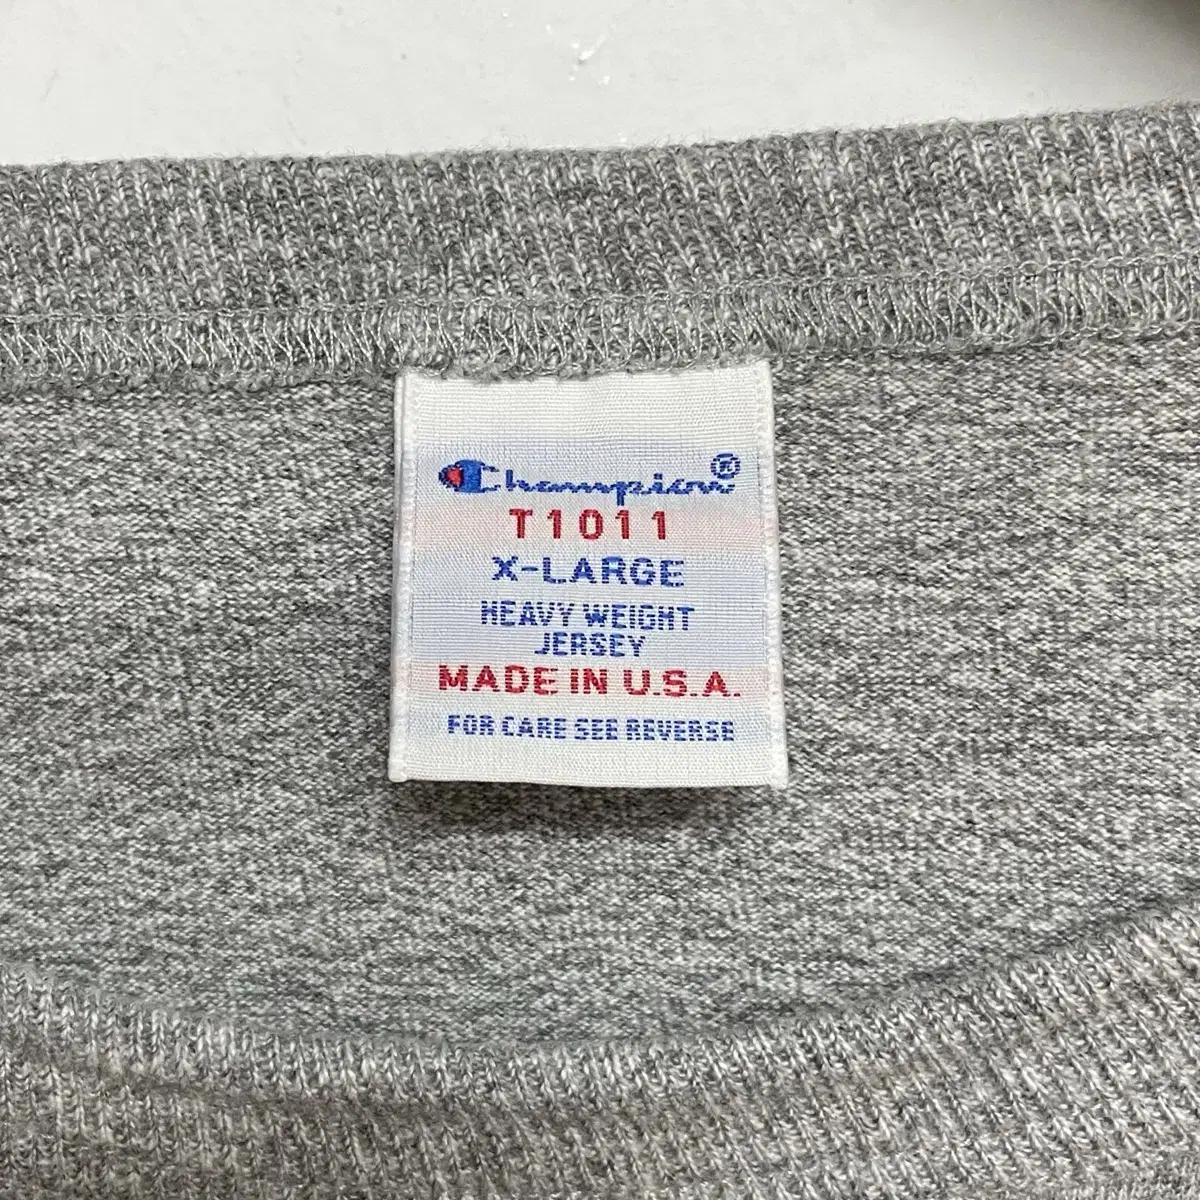 Champion®
T1011
X-LARGE
HEAVY WEIGHT
JERSEY
MADE IN U.S.A.
FOR CARE SEE REVERSE